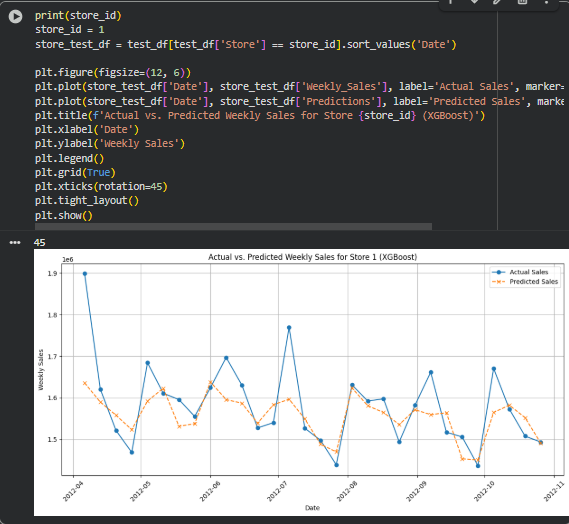 print(store_id)
store_id = 1
store_test_df = test_df[test_df['Store'] == store_id].sort_values('Date')
plt.figure(figsize=(12, 6))
plt.plot(store_test_df['Date'], store_test_df['Weekly_Sales'], label='Actual Sales', marker=
plt.plot(store_test_df['Date'], store_test_df['Predictions'], label='Predicted Sales', marke
plt.title(f'Actual vs. Predicted Weekly Sales for Store {store_id} (XGBoost)')
plt.xlabel('Date')
plt.ylabel('Weekly Sales')
plt.legend()
plt.grid(True)
plt.xticks(rotation=45)
plt.tight_layout()
plt.show()
45
Actual vs. Predicted Weekly Sales for Store 1 (XGBoost)
1e6
Actual Sales
Predicted Sales
1.9
1.8
1.7
1.6
1.5
Weekly Sales
2012-04
2012-05
2012-06
2012-07
2012-08
2012-09
2012-10
2012-11
Date